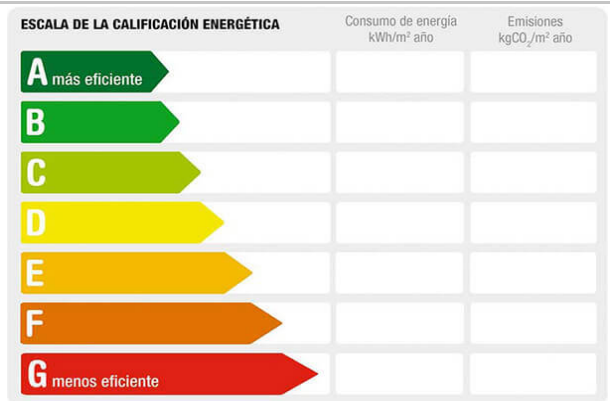 ESCALA DE LA CALIFICACIÓN ENERGÉTICA
Consumo de energía
kWh/m² año
Emisiones
kgCO₂/m² año
A más eficiente
B
C
D
E
F
G menos eficiente